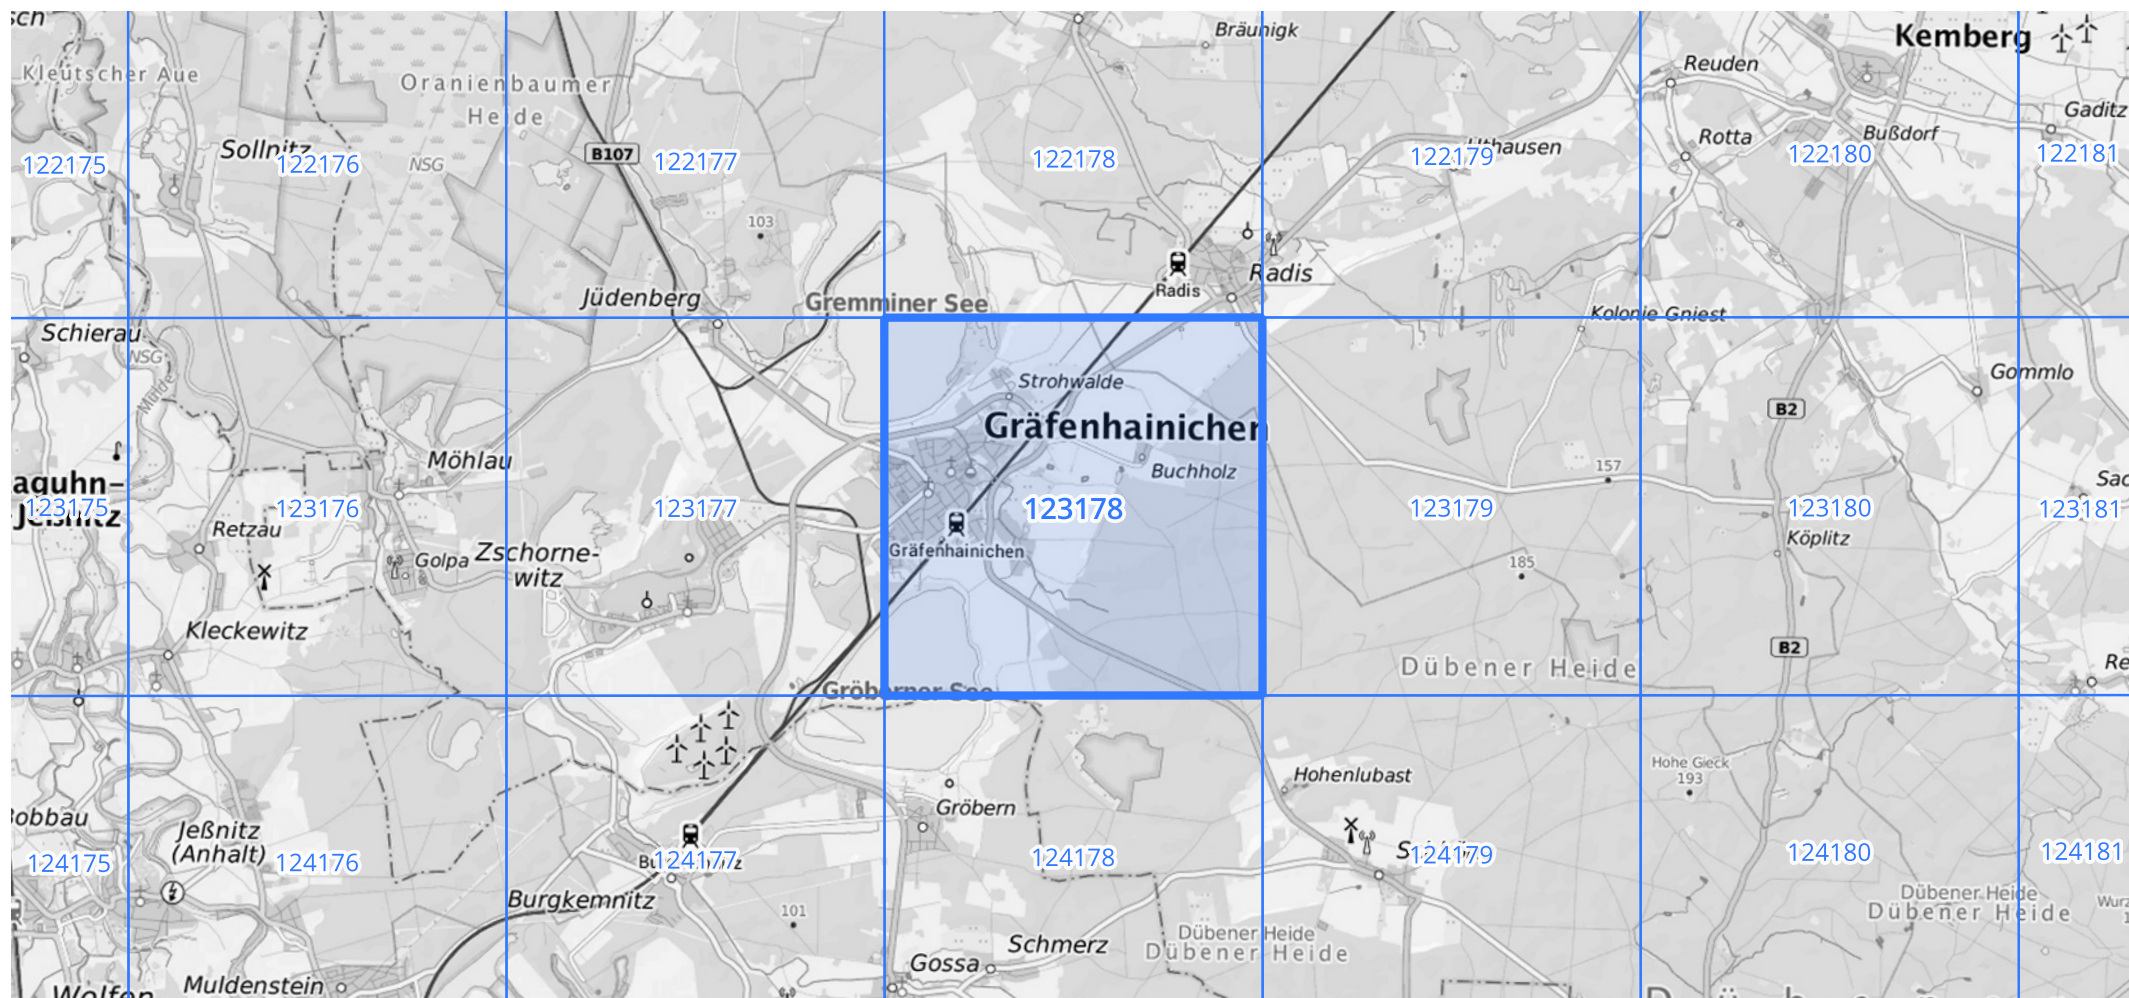 Kemberg
Bräunigk
Reuden
Kleutscher Aue
Oranienbaumer
Heide
Gaditz
Bußdorf
Rotta
Sollnitz
B107
NSG
122175
122176
122177
122178
122179
122180
122181
103
Radis
Radis
Jüdenberg
Gremminer See
Kolonie Gniest
Schierau
NSG
Mulde
Strohwalde
Gommlo
B2
Gräfenhainichen
Möhlau
Buchholz
157
123175
123176
123177
123178
123179
123180
123181
Retzau
Golpa
Zschorne-
witz
Gräfenhainichen
Köplitz
185
Kleckewitz
Dübener Heide
B2
Gröberner See
Hohe Gieck
193
Hohenlubast
Gröbern
Jeßnitz
(Anhalt)
124175
124176
124177
124178
124179
124180
124181
Burgkemnitz
101
Dübener Heide
Dübener Heide
Dübener Heide
Dübener Heide
Schmerz
Gossa
Muldenstein
Wolfen